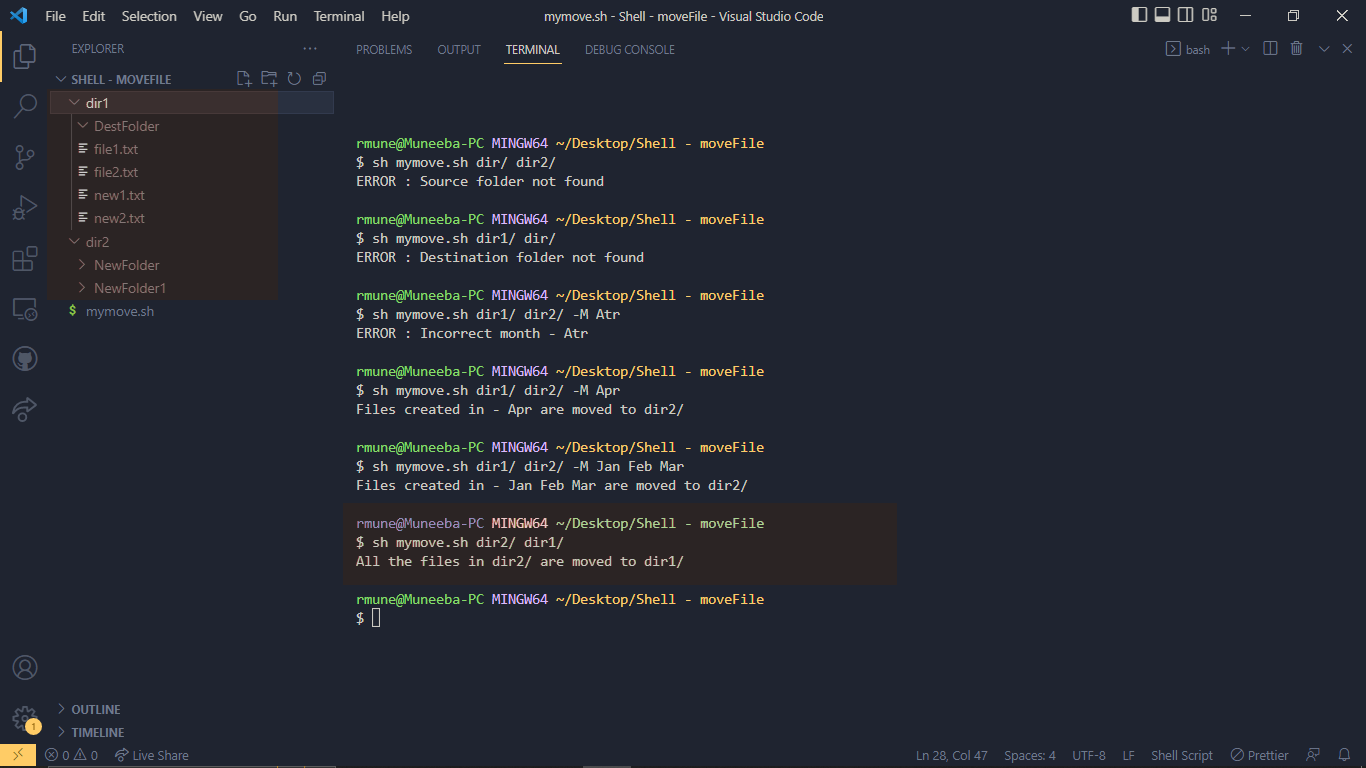 File Edit Selection View Go Run Terminal Help
mymove.sh - Shell - moveFile - Visual Studio Code
EXPLORER
SHELL - MOVEFILE
dir1
DestFolder
file1.txt
file2.txt
new1.txt
new2.txt
dir2
NewFolder
NewFolder1
$ mymove.sh
OUTLINE
TIMELINE
PROBLEMS OUTPUT TERMINAL DEBUG CONSOLE
bash
rmune@Muneeba-PC MINGW64 ~/Desktop/Shell - moveFile
$ sh mymove.sh dir/ dir2/
ERROR : Source folder not found
rmune@Muneeba-PC MINGW64 ~/Desktop/Shell - moveFile
$ sh mymove.sh dir1/ dir/
ERROR : Destination folder not found
rmune@Muneeba-PC MINGW64 ~/Desktop/Shell - moveFile
$ sh mymove.sh dir1/ dir2/ -M Atr
ERROR : Incorrect month - Atr
rmune@Muneeba-PC MINGW64 ~/Desktop/Shell - moveFile
$ sh mymove.sh dir1/ dir2/ -M Apr
Files created in - Apr are moved to dir2/
rmune@Muneeba-PC MINGW64 ~/Desktop/Shell - moveFile
$ sh mymove.sh dir1/ dir2/ -M Jan Feb Mar
Files created in - Jan Feb Mar are moved to dir2/
rmune@Muneeba-PC MINGW64 ~/Desktop/Shell - moveFile
$ sh mymove.sh dir2/ dir1/
All the files in dir2/ are moved to dir1/
rmune@Muneeba-PC MINGW64 ~/Desktop/Shell - moveFile
$
1
0 0 Live Share
Ln 28, Col 47 Spaces: 4 UTF-8 LF Shell Script Prettier